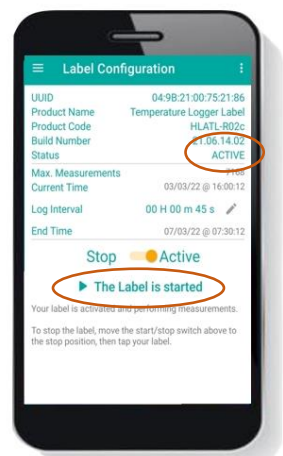 Label Configuration
UUID 04:9B:21:00:75:21:86
Product Name Temperature Logger Label
Product Code HLATL-R02c
Build Number 21.06.14.02
Status ACTIVE
Max. Measurements 7168
Current Time 03/03/22 @ 16:00:12
Log Interval 00 H 00 m 45 s
End Time 07/03/22 @ 07:30:12
Stop Active
The Label is started
Your label is activated and performing measurements.
To stop the label, move the start/stop switch above to
the stop position, then tap your label.